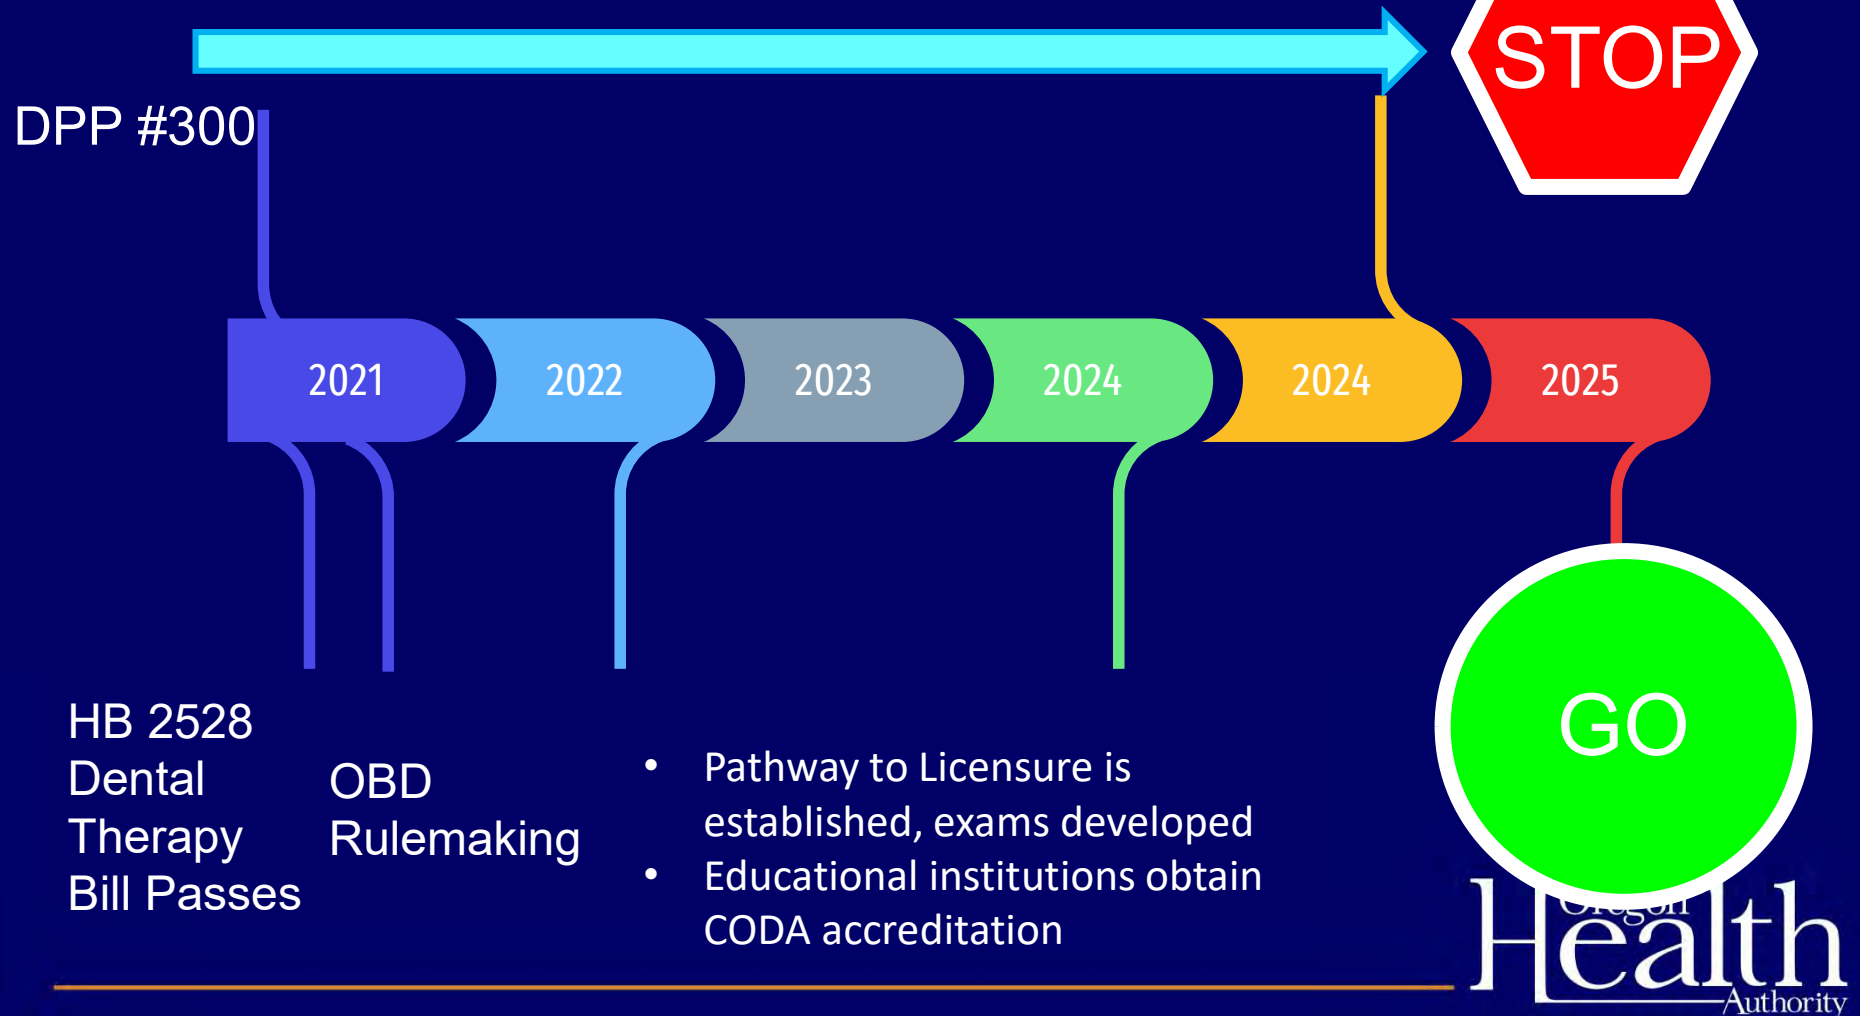 STOP
DPP #300
2021
2022
2023
2024
2024
2025
HB 2528
Dental
Therapy
Bill Passes
OBD
Rulemaking
• Pathway to Licensure is
established, exams developed
• Educational institutions obtain
CODA accreditation
GO
Oregon
Health
Authority